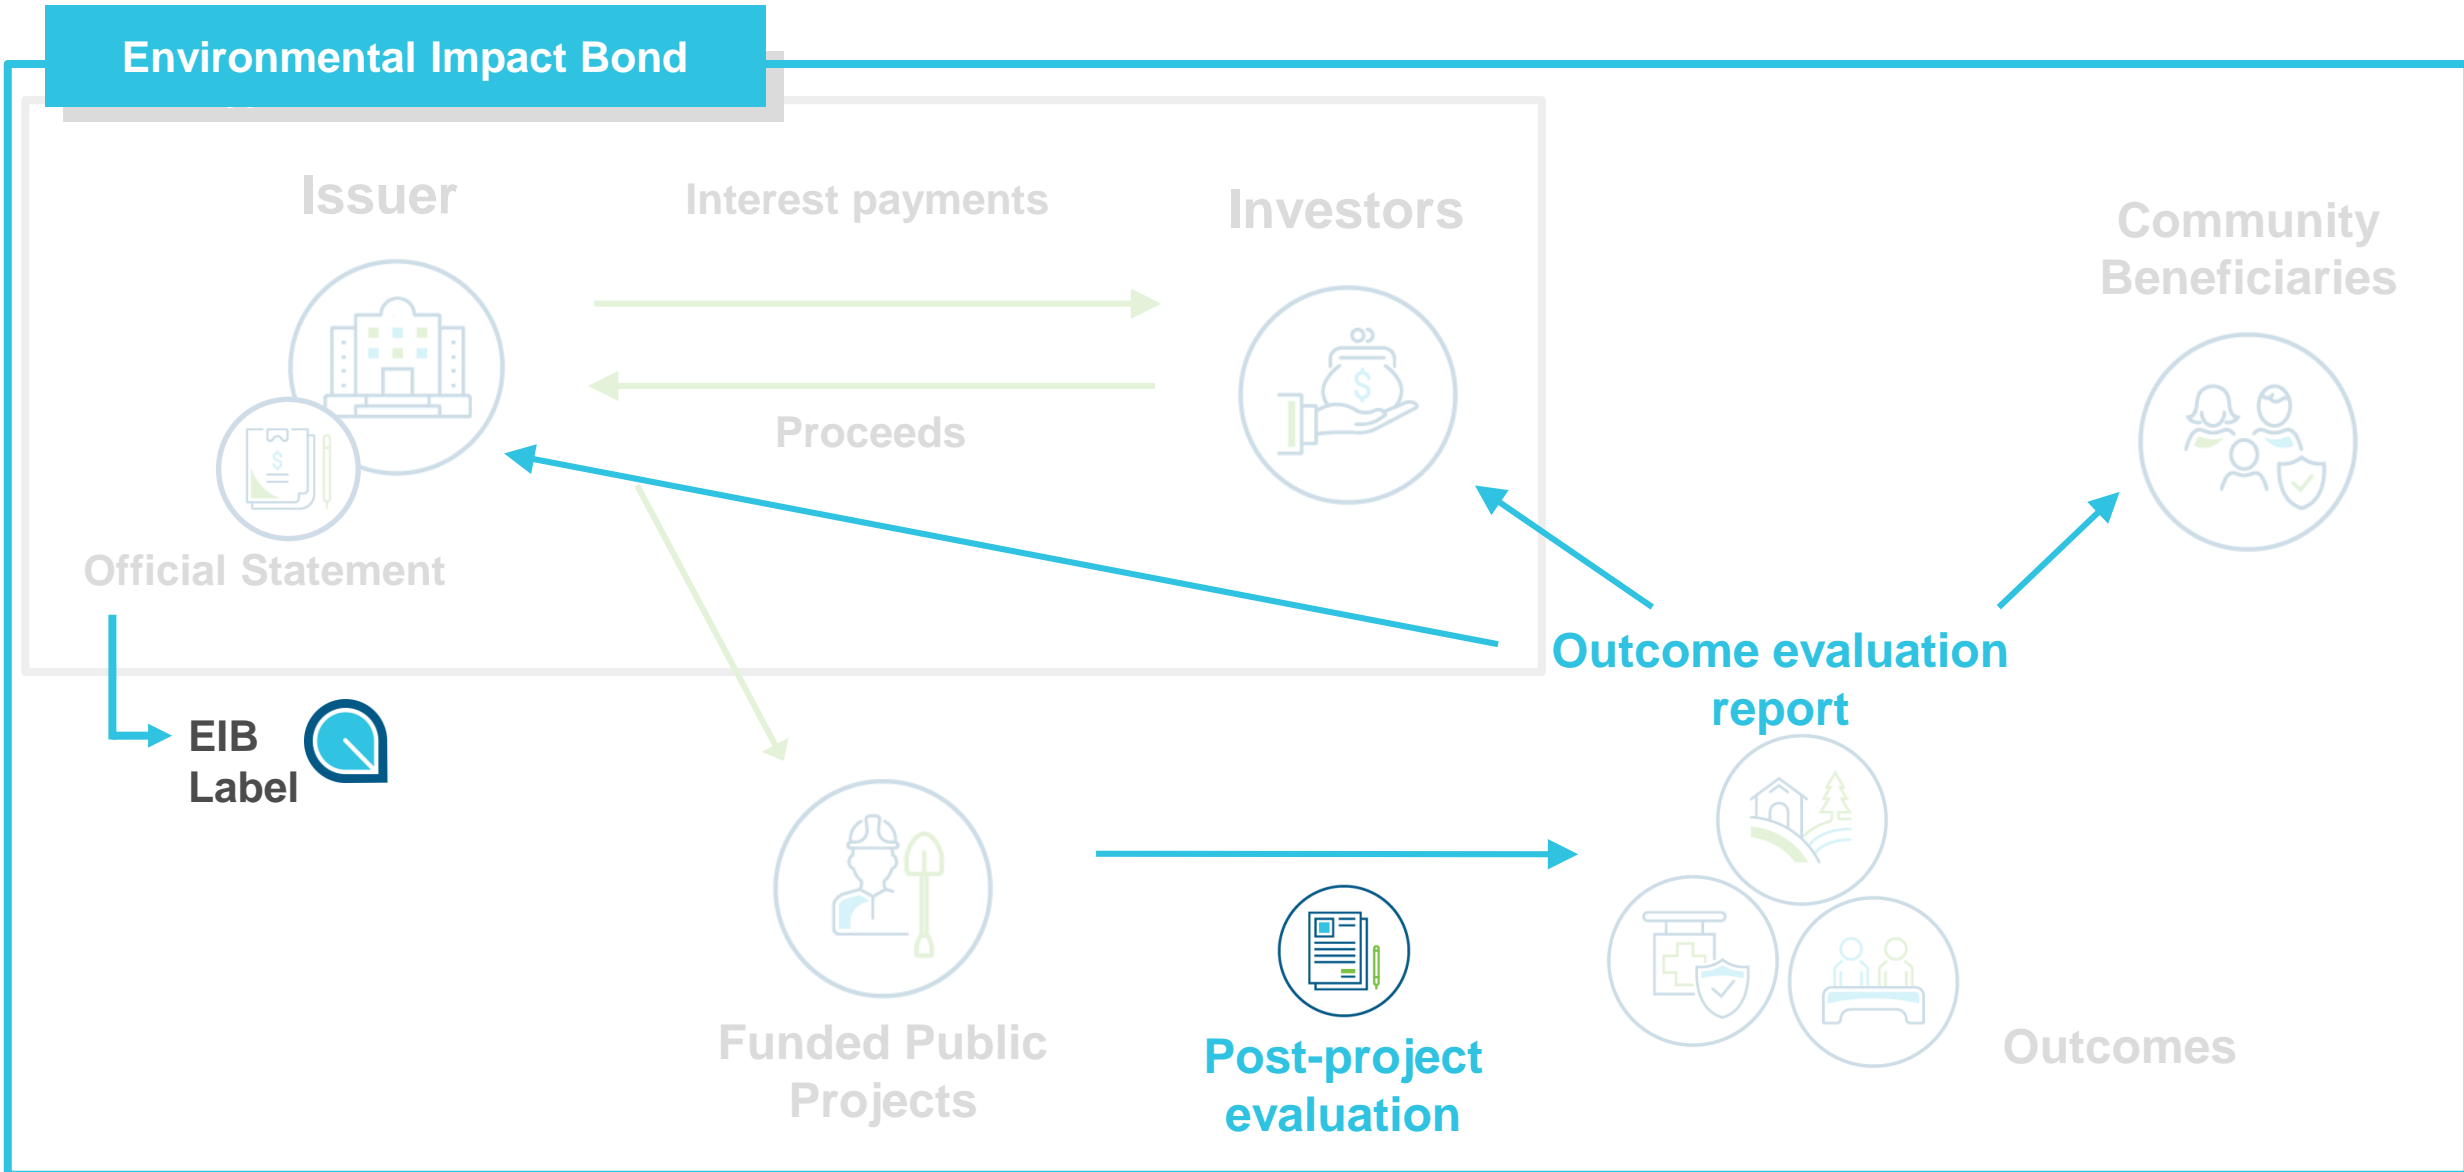 Environmental Impact Bond
Issuer
Interest payments
Investors
Community
Beneficiaries
$
Proceeds
$
Official Statement
Outcome evaluation
report
EIB
Label
Funded Public
Projects
Post-project
evaluation
Outcomes